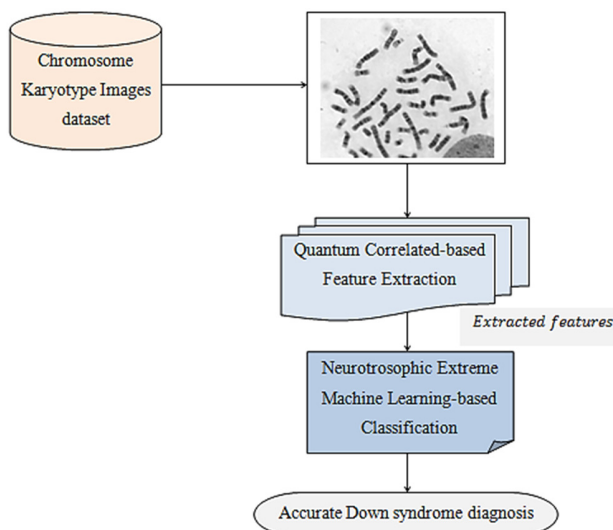 Chromosome
Karyotype Images
dataset
Quantum Correlated-based
Feature Extraction
Extracted features
Neurotrosophic Extreme
Machine Learning-based
Classification
Accurate Down syndrome diagnosis